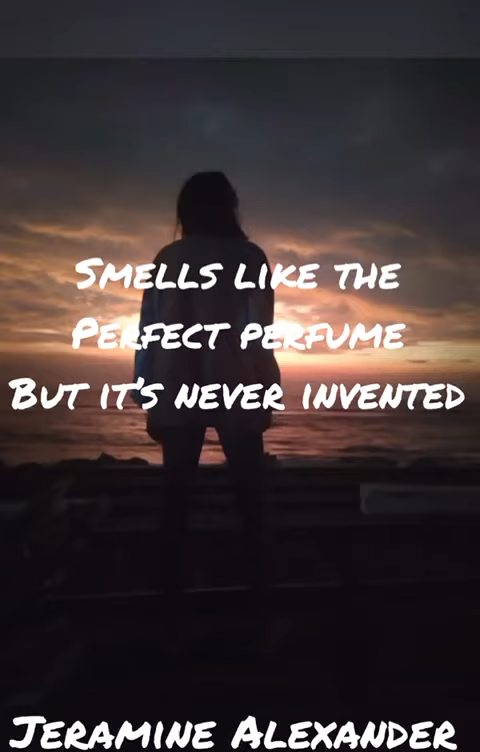 Smells like the
Perfect perfume
But it's never invented
Jeramine Alexander